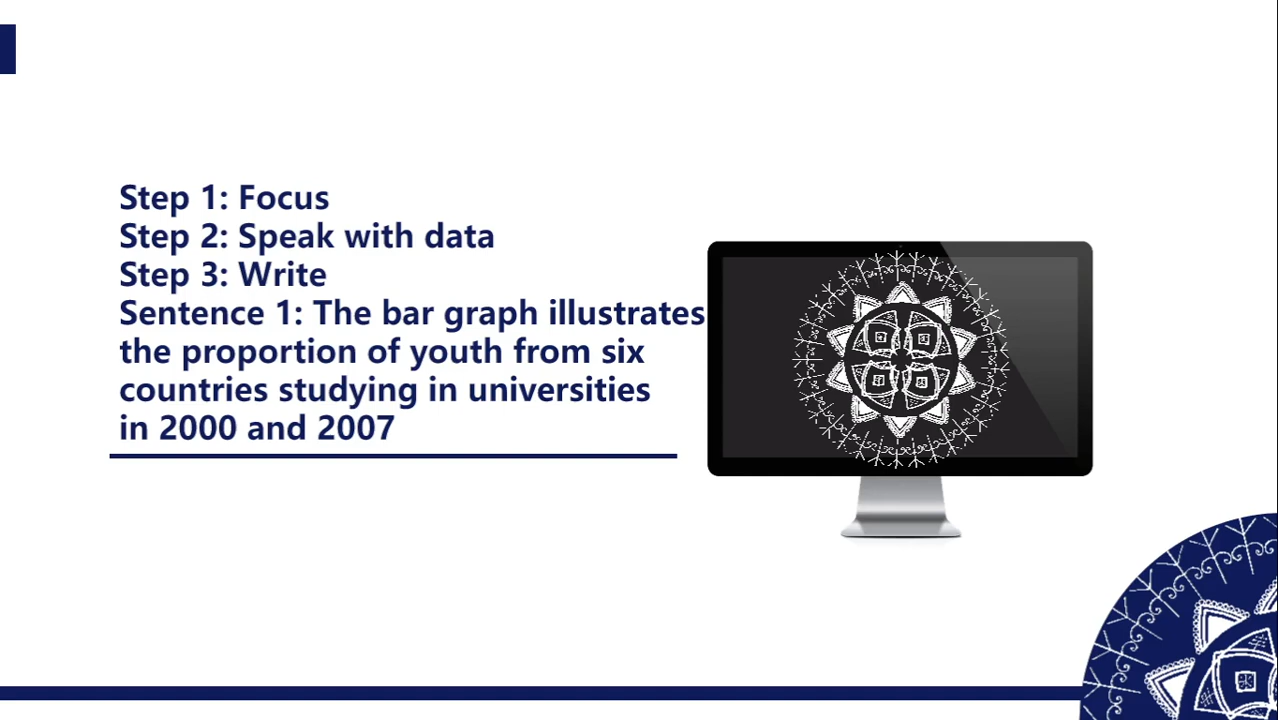 Step 1: Focus
Step 2: Speak with data
Step 3: Write
Sentence 1: The bar graph illustrates
the proportion of youth from six
countries studying in universities
in 2000 and 2007